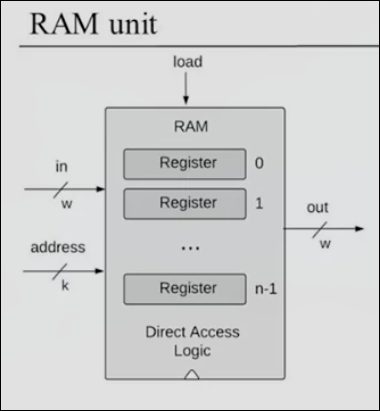 RAM unit
load
RAM
in
w
Register 0
Register 1
...
Register n-1
address
k
out
w
Direct Access
Logic